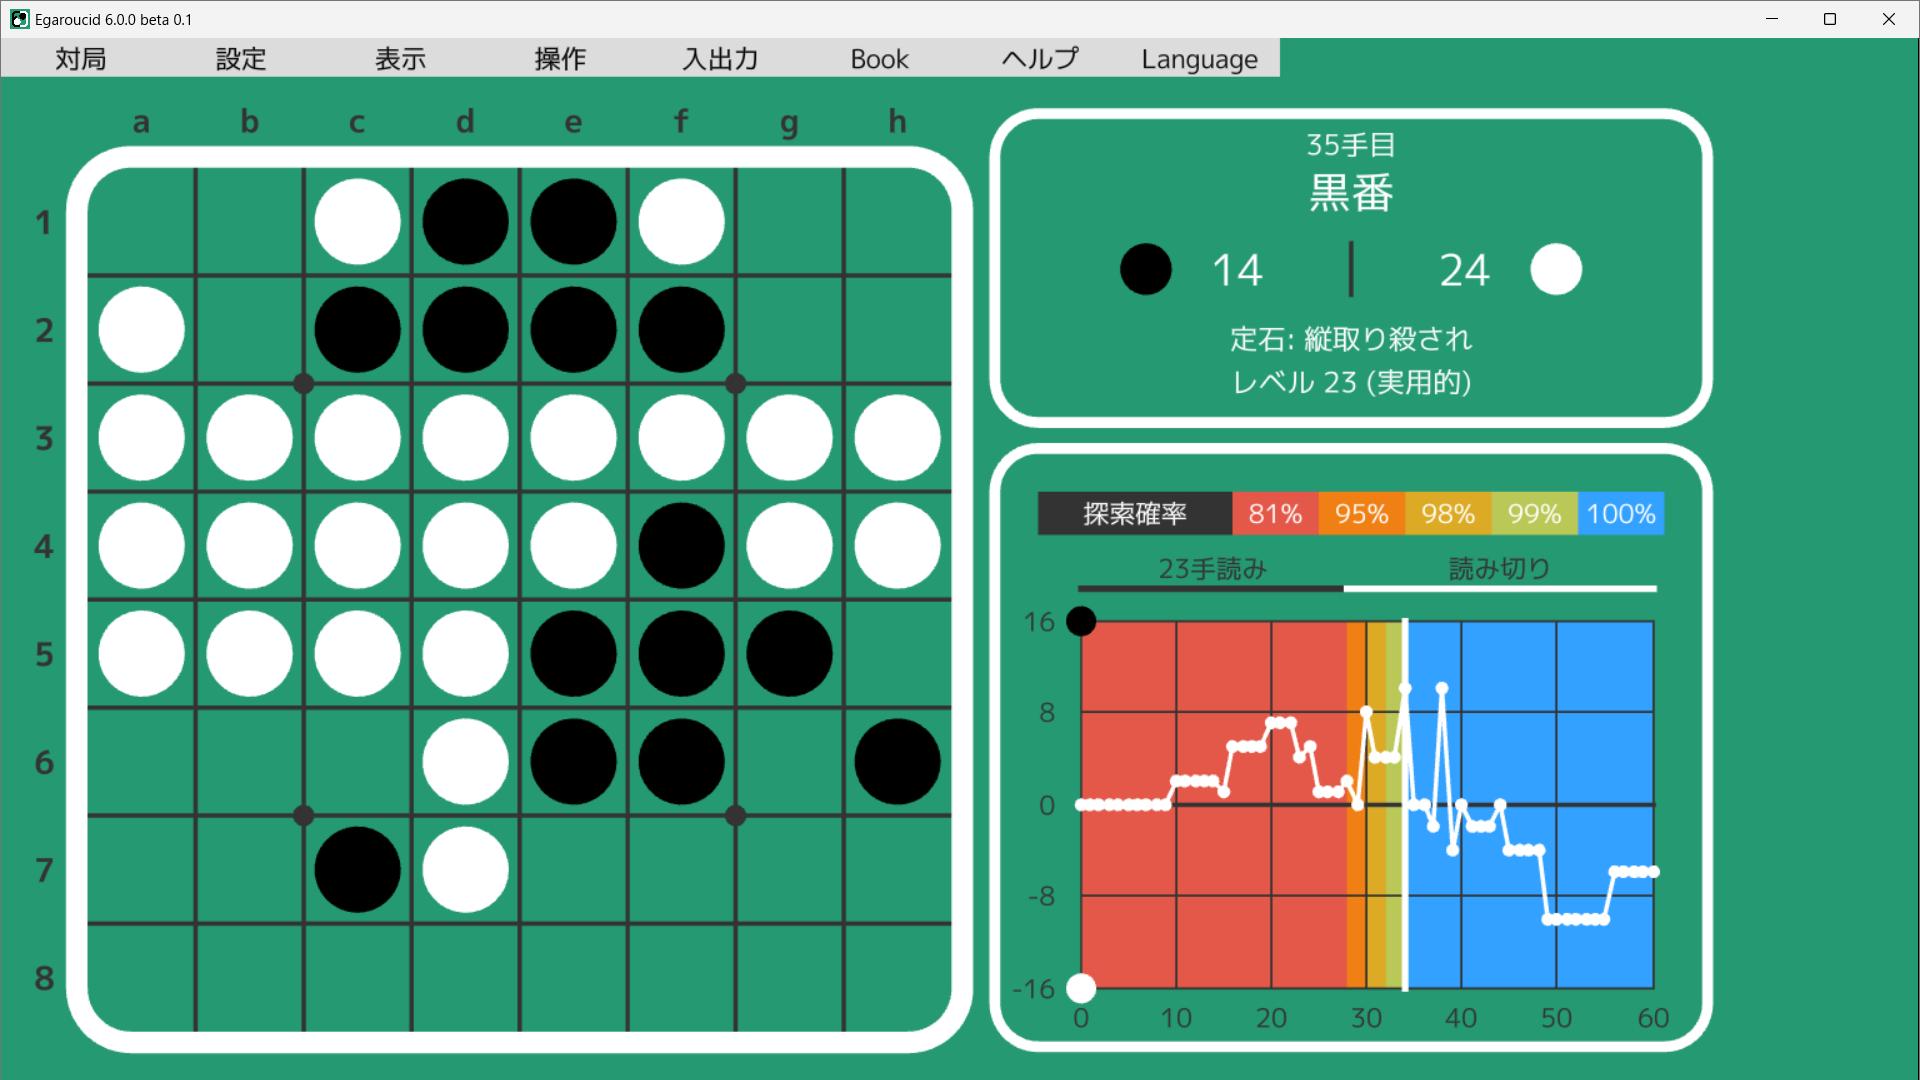 Egaroucid 6.0.0 beta 0.1
対局 設定 表示 操作 入出力 Book ヘルプ Language
a b c d e f g h
1
2
3
4
5
6
7
8
35手目
黒番
14 24
定石: 縦取り殺され
レベル 23 (実用的)
探索確率 81% 95% 98% 99% 100%
23手読み 読み切り
16
8
0
-8
-16
0 10 20 30 40 50 60